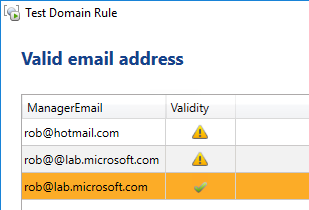 Test Domain Rule
Valid email address
ManagerEmail Validity
rob@hotmail.com
rob@@lab.microsoft.com
rob@lab.microsoft.com